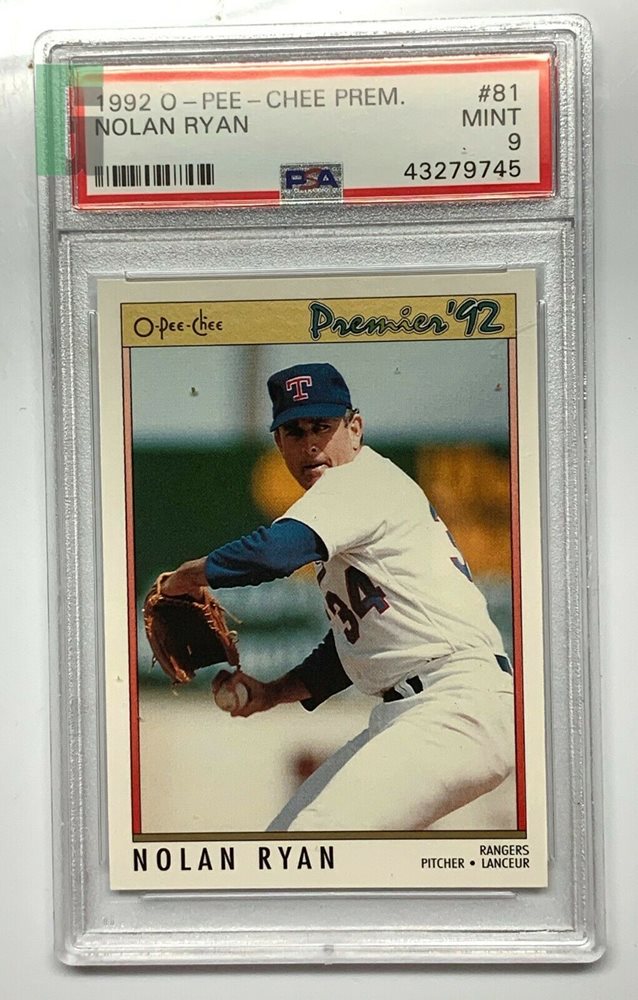 1992 O-PEE-CHEE PREM. #81
NOLAN RYAN MINT
9
43279745
PSA
O-Pee-Chee Premier '92
T
34
NOLAN RYAN
RANGERS
PITCHER • LANCEUR